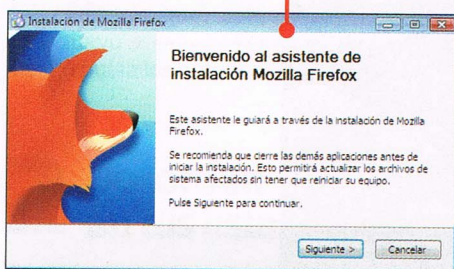 Instalación de Mozilla Firefox
Bienvenido al asistente de
instalación Mozilla Firefox
Este asistente le guiará a través de la instalación de Mozilla
Firefox.
Se recomienda que cierre las demás aplicaciones antes de
iniciar la instalación. Esto permitirá actualizar los archivos de
sistema afectados sin tener que reiniciar su equipo.
Pulse Siguiente para continuar.
Siguiente >
Cancelar